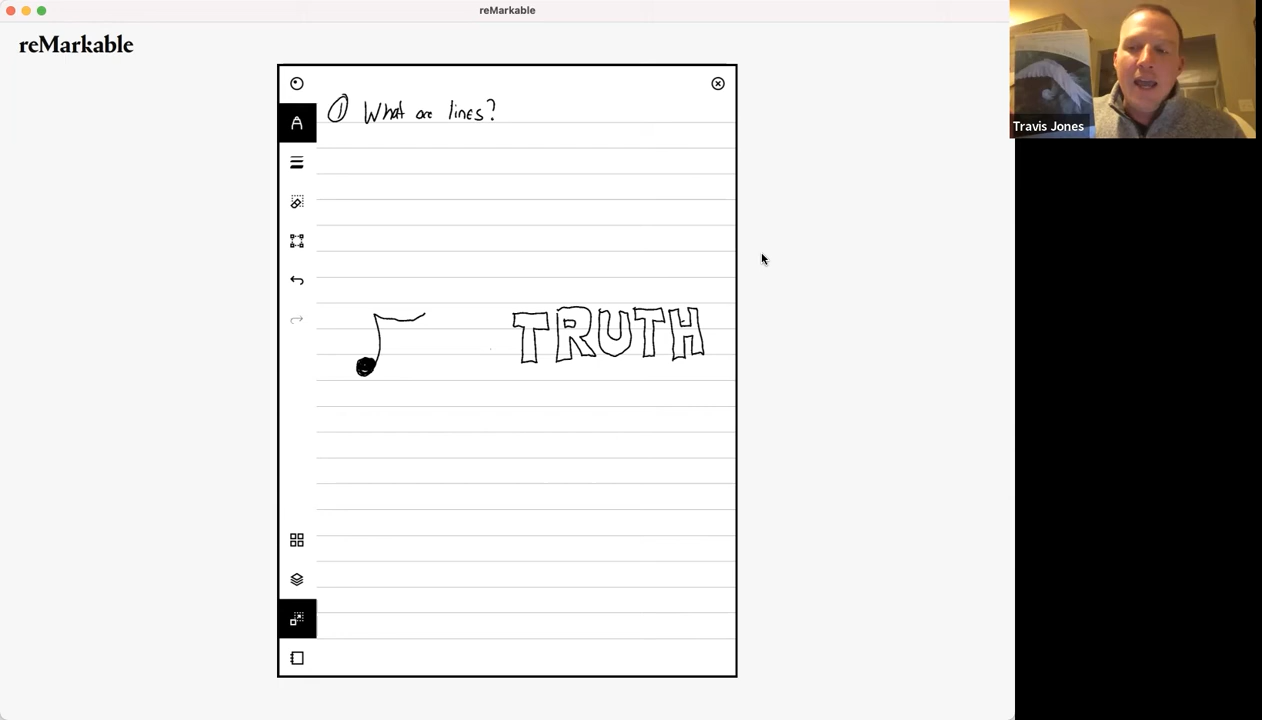 reMarkable
reMarkable
① What are lines?
TRUTH
Travis Jones